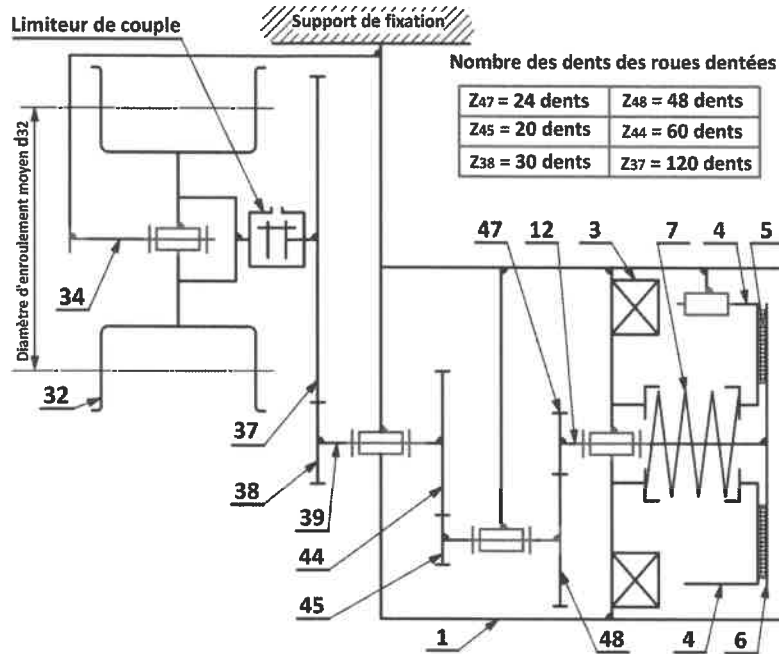 Support de fixation
Limiteur de couple
Nombre des dents des roues dentées
Z47 = 24 dents Z48 = 48 dents
Z45 = 20 dents Z44 = 60 dents
Z38 = 30 dents Z37 = 120 dents
Diamètre d'enroulement moyen d32
47 12 3 7 4 5
34
32
37
38
39
44
45
1
48
4
6